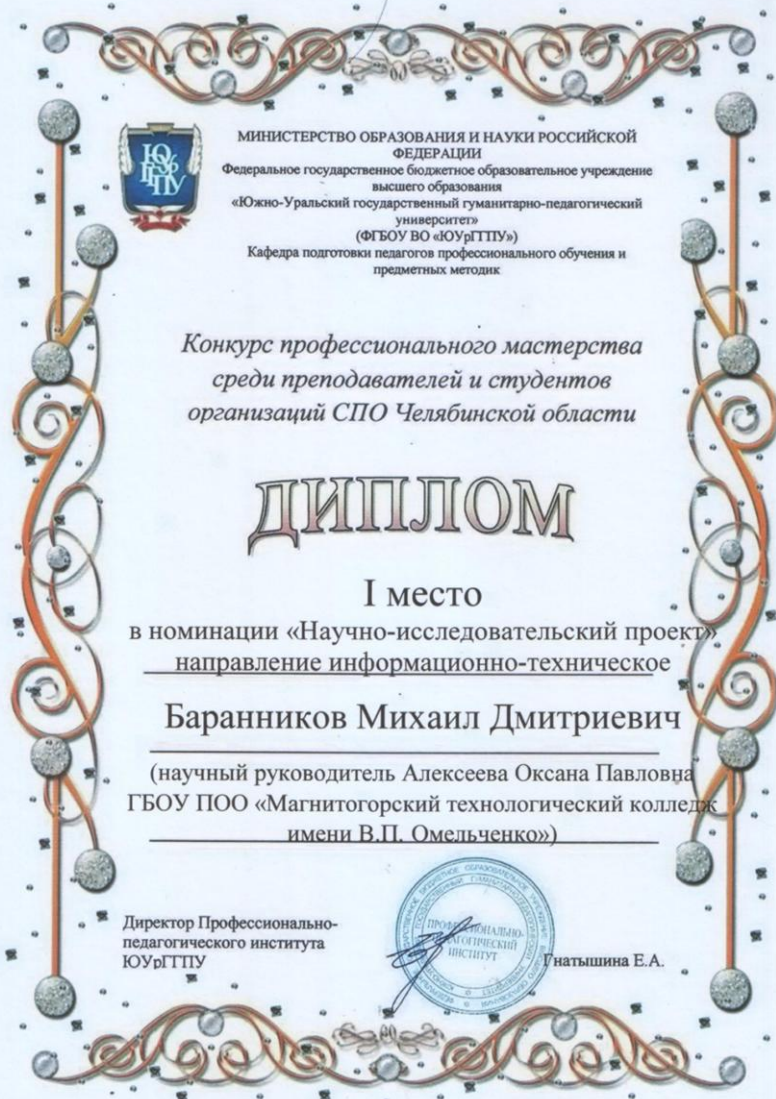 МИНИСТЕРСТВО ОБРАЗОВАНИЯ И НАУКИ РОССИЙСКОЙ
ФЕДЕРАЦИИ
Федеральное государственное бюджетное образовательное учреждение
высшего образования
«Южно-Уральский государственный гуманитарно-педагогический
университет»
(ФГБОУ ВО «ЮУрГГПУ»)
Кафедра подготовки педагогов профессионального обучения и
предметных методик
Конкурс профессионального мастерства
среди преподавателей и студентов
организаций СПО Челябинской области
ДИПЛОМ
I место
в номинации «Научно-исследовательский проект»
направление информационно-техническое
Баранников Михаил Дмитриевич
(научный руководитель Алексеева Оксана Павловна
ГБОУ ПОО «Магнитогорский технологический колледж
имени В.П. Омельченко»)
Директор Профессионально-
педагогического института
ЮУрГГПУ
ПРОФЕССИОНАЛЬНО-
ПЕДАГОГИЧЕСКИЙ
ИНСТИТУТ
Гнатышина Е.А.